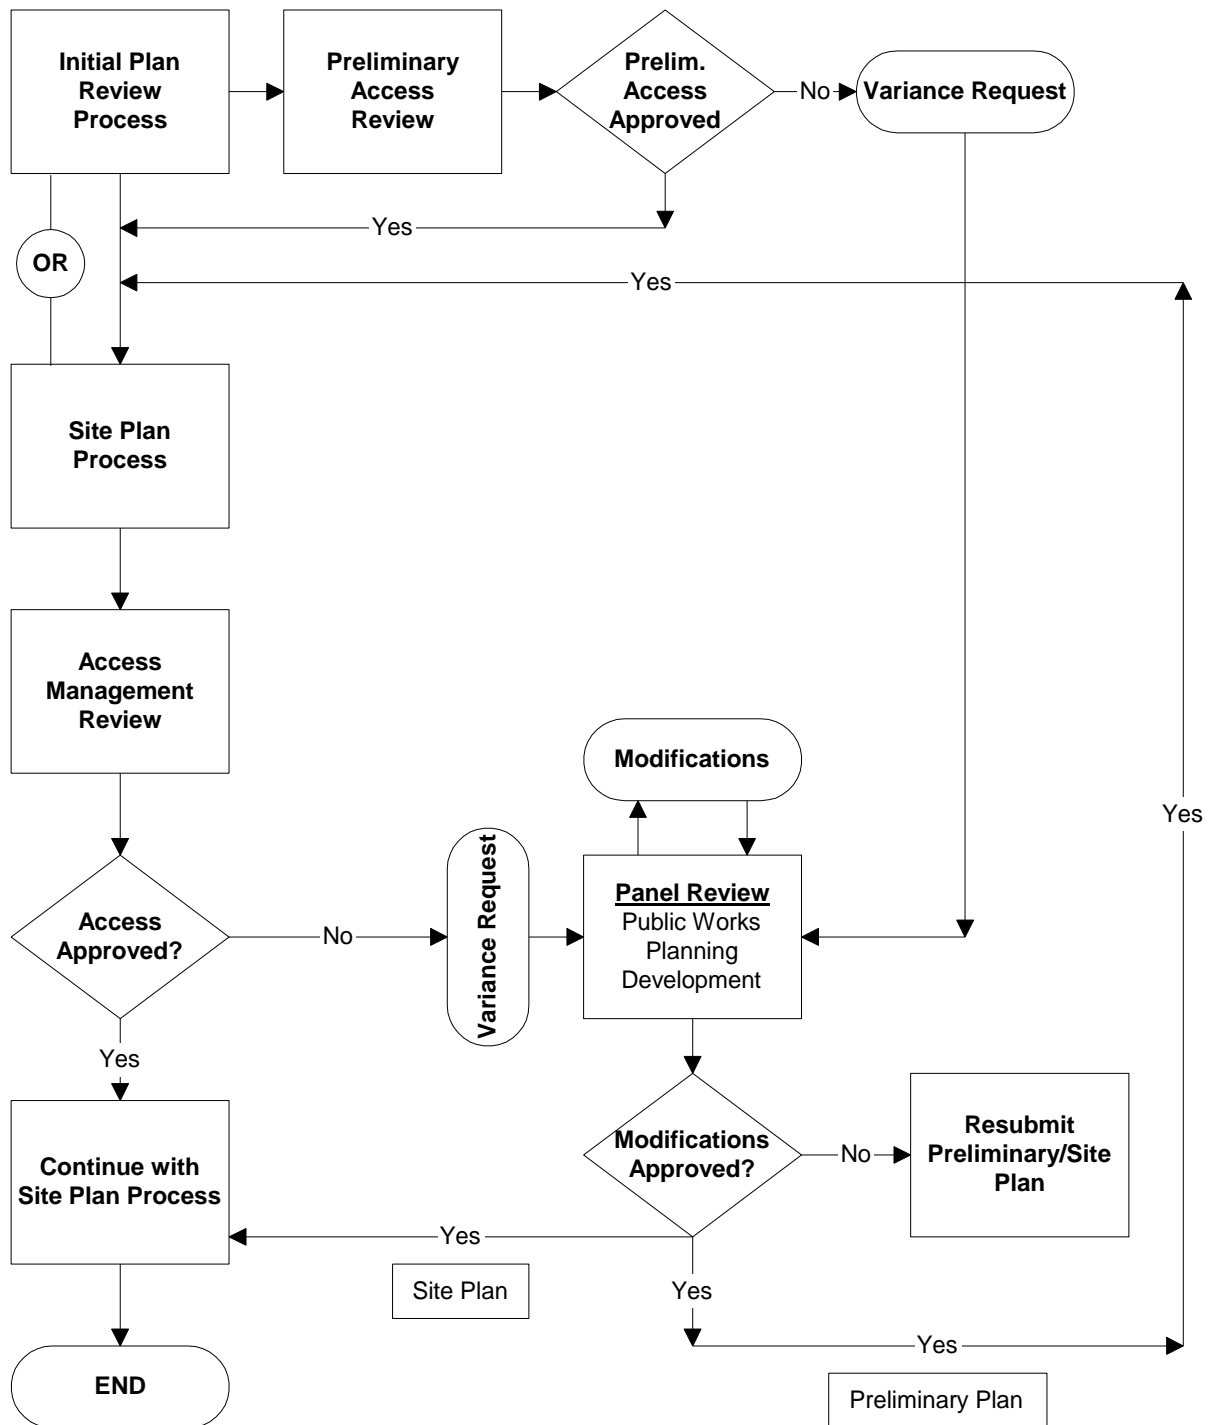 Initial Plan
Review
Process
Preliminary
Access
Review
Prelim.
Access
Approved
No
Variance Request
Yes
OR
Yes
Site Plan
Process
Access
Management
Review
Modifications
Yes
Access
Approved?
No
Variance Request
Panel Review
Public Works
Planning
Development
Yes
Continue with
Site Plan Process
Modifications
Approved?
No
Resubmit
Preliminary/Site
Plan
Yes
Site Plan
Yes
Yes
END
Preliminary Plan